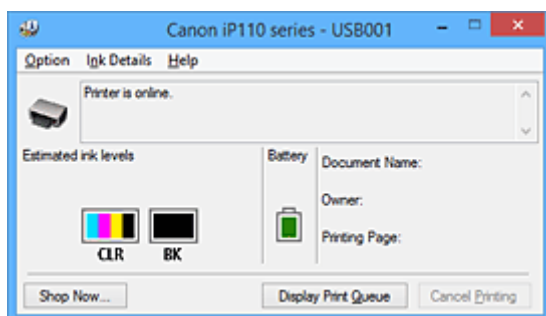 Canon iP110 series - USB001
Option Ink Details Help
Printer is online.
Estimated ink levels
Battery
Document Name:
Owner:
Printing Page:
CLR BK
Shop Now... Display Print Queue Cancel Printing